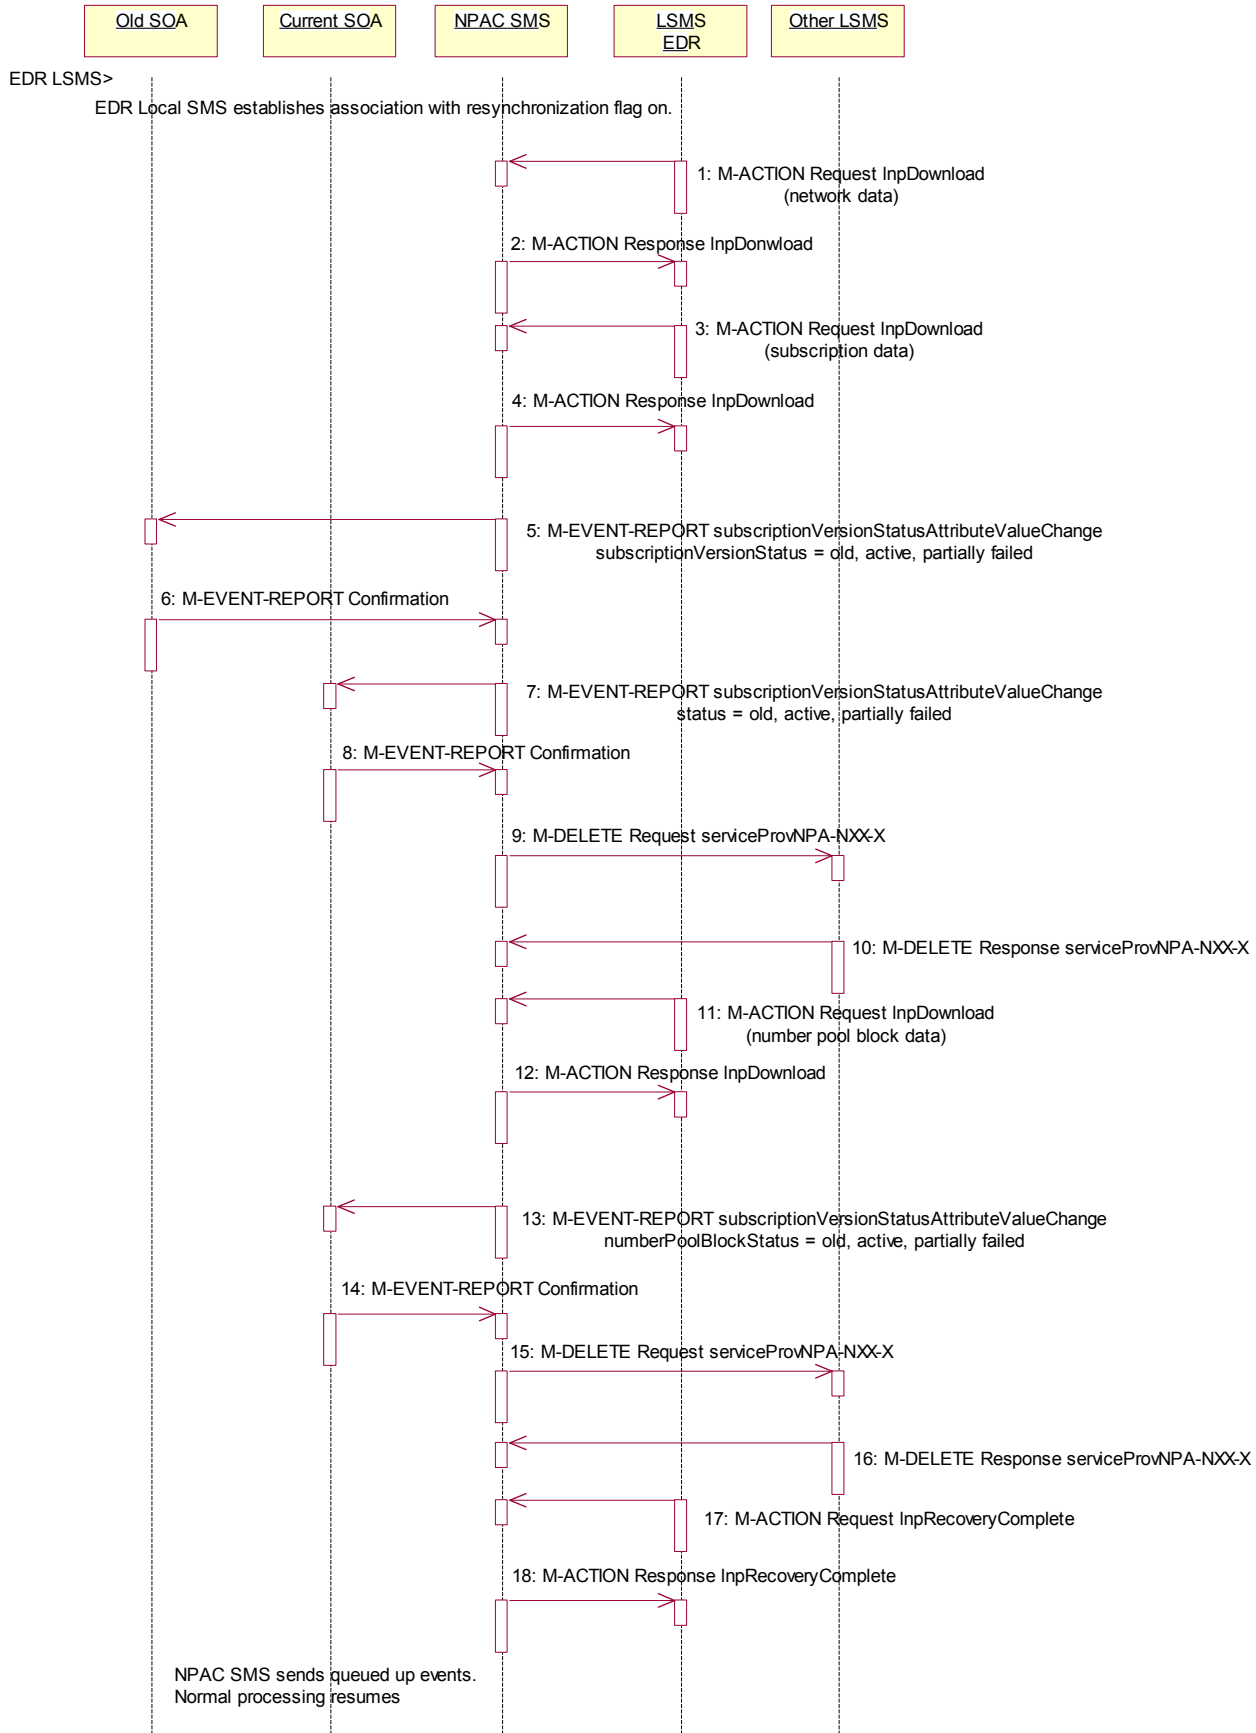 Old SOA
Current SOA
NPAC SMS
LSMS
EDR
Other LSMS
EDR LSMS>
EDR Local SMS establishes association with resynchronization flag on.
1: M-ACTION Request lnpDownload
(network data)
2: M-ACTION Response lnpDonwload
3: M-ACTION Request lnpDownload
(subscription data)
4: M-ACTION Response lnpDownload
5: M-EVENT-REPORT subscriptionVersionStatusAttributeValueChange
subscriptionVersionStatus = old, active, partially failed
6: M-EVENT-REPORT Confirmation
7: M-EVENT-REPORT subscriptionVersionStatusAttributeValueChange
status = old, active, partially failed
8: M-EVENT-REPORT Confirmation
9: M-DELETE Request serviceProvNPA-NXX-X
10: M-DELETE Response serviceProvNPA-NXX-X
11: M-ACTION Request lnpDownload
(number pool block data)
12: M-ACTION Response lnpDownload
13: M-EVENT-REPORT subscriptionVersionStatusAttributeValueChange
numberPoolBlockStatus = old, active, partially failed
14: M-EVENT-REPORT Confirmation
15: M-DELETE Request serviceProvNPA-NXX-X
16: M-DELETE Response serviceProvNPA-NXX-X
17: M-ACTION Request lnpRecoveryComplete
18: M-ACTION Response lnpRecoveryComplete
NPAC SMS sends queued up events.
Normal processing resumes